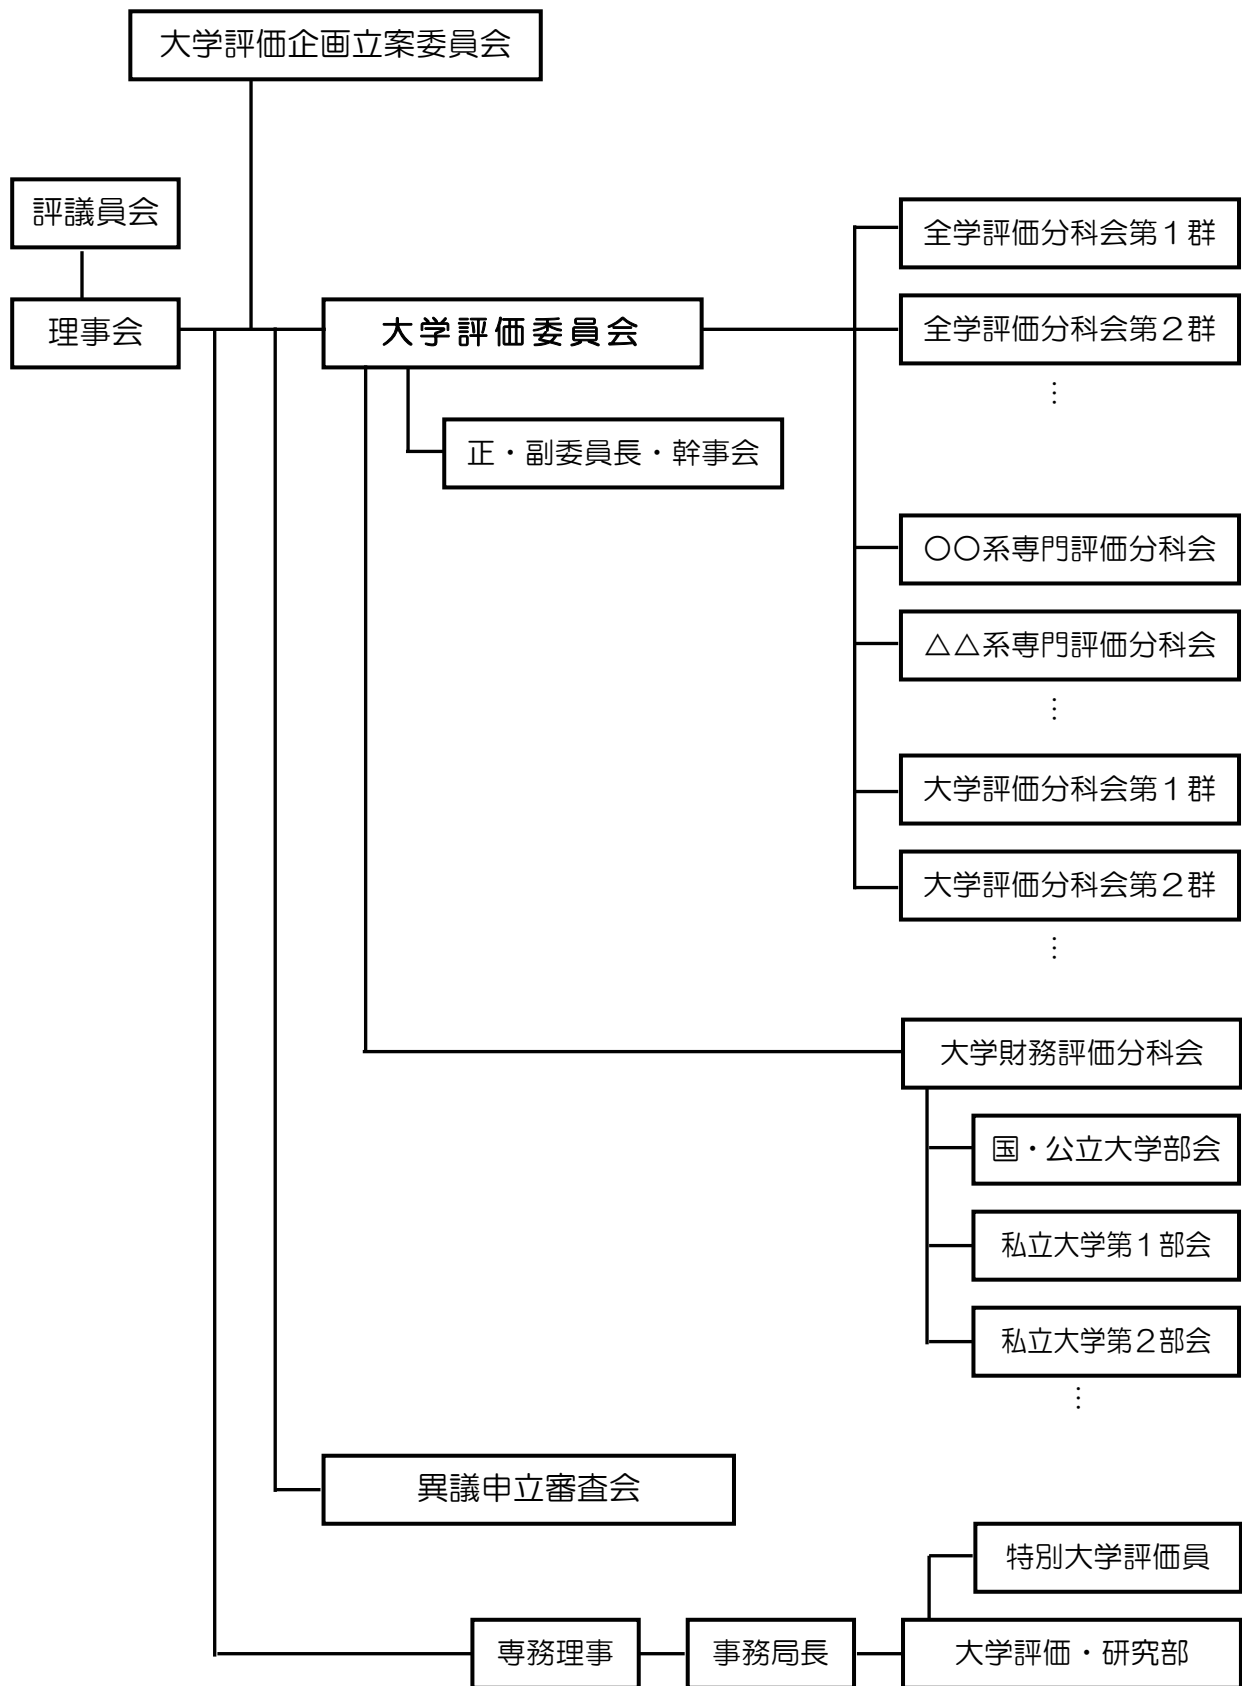 大学評価企画立案委員会
評議員会
理事会
大学評価委員会
正・副委員長・幹事会
全学評価分科会第１群
全学評価分科会第２群
⋮
〇〇系専門評価分科会
△△系専門評価分科会
⋮
大学評価分科会第１群
大学評価分科会第２群
⋮
大学財務評価分科会
国・公立大学部会
私立大学第１部会
私立大学第２部会
⋮
異議申立審査会
特別大学評価員
専務理事
事務局長
大学評価・研究部